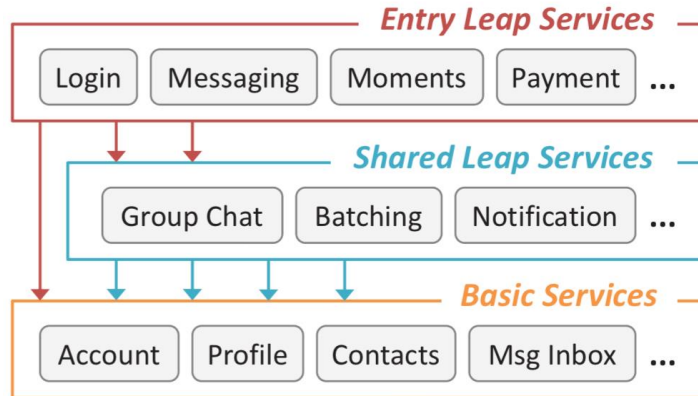 Entry Leap Services
Login Messaging Moments Payment ...
Shared Leap Services
Group Chat Batching Notification ...
Basic Services
Account Profile Contacts Msg Inbox ...